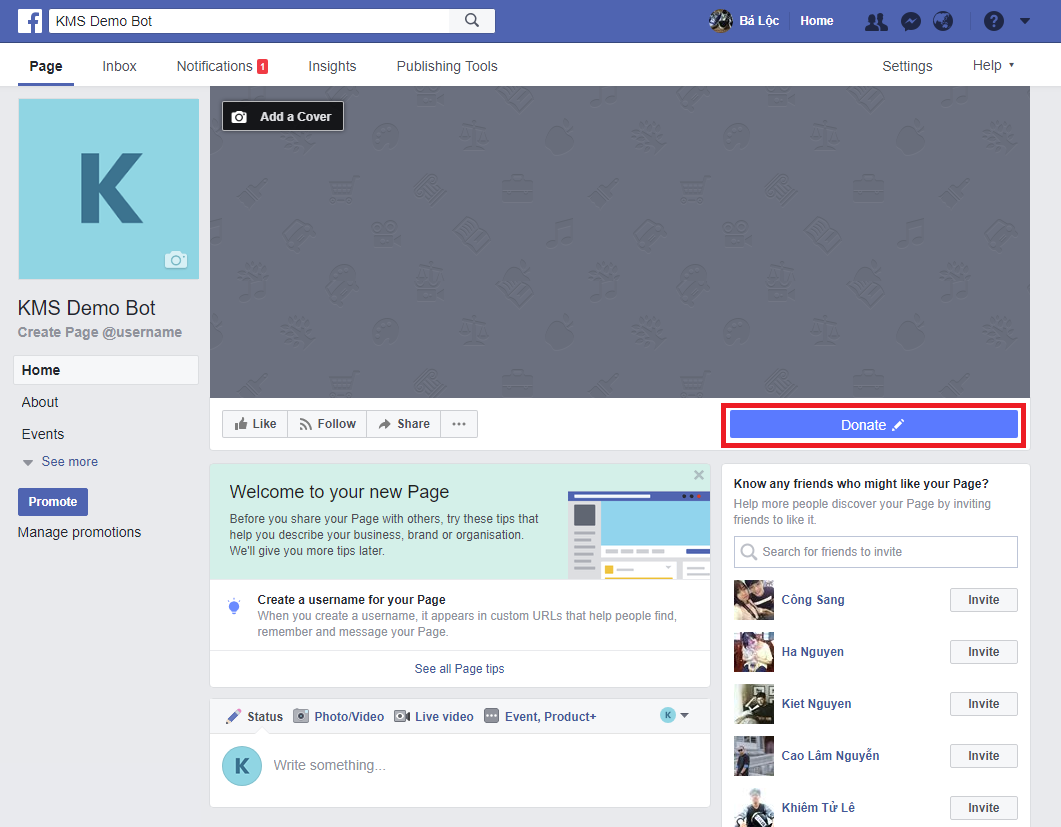 KMS Demo Bot
Bá Lộc
Home
?
Page
Inbox
Notifications 1
Insights
Publishing Tools
Settings
Help
Add a Cover
K
KMS Demo Bot
Create Page @username
Home
About
Events
See more
Promote
Manage promotions
Like
Follow
Share
...
Donate
Welcome to your new Page
Before you share your Page with others, try these tips that
help you describe your business, brand or organisation.
We'll give you more tips later.
Create a username for your Page
When you create a username, it appears in custom URLs that help people find,
remember and message your Page.
See all Page tips
Status
Photo/Video
Live video
Event, Product+
K
K
Write something...
Know any friends who might like your Page?
Help more people discover your Page by inviting
friends to like it.
Search for friends to invite
Công Sang
Invite
Ha Nguyen
Invite
Kiet Nguyen
Invite
Cao Lâm Nguyễn
Invite
Khiêm Tử Lê
Invite